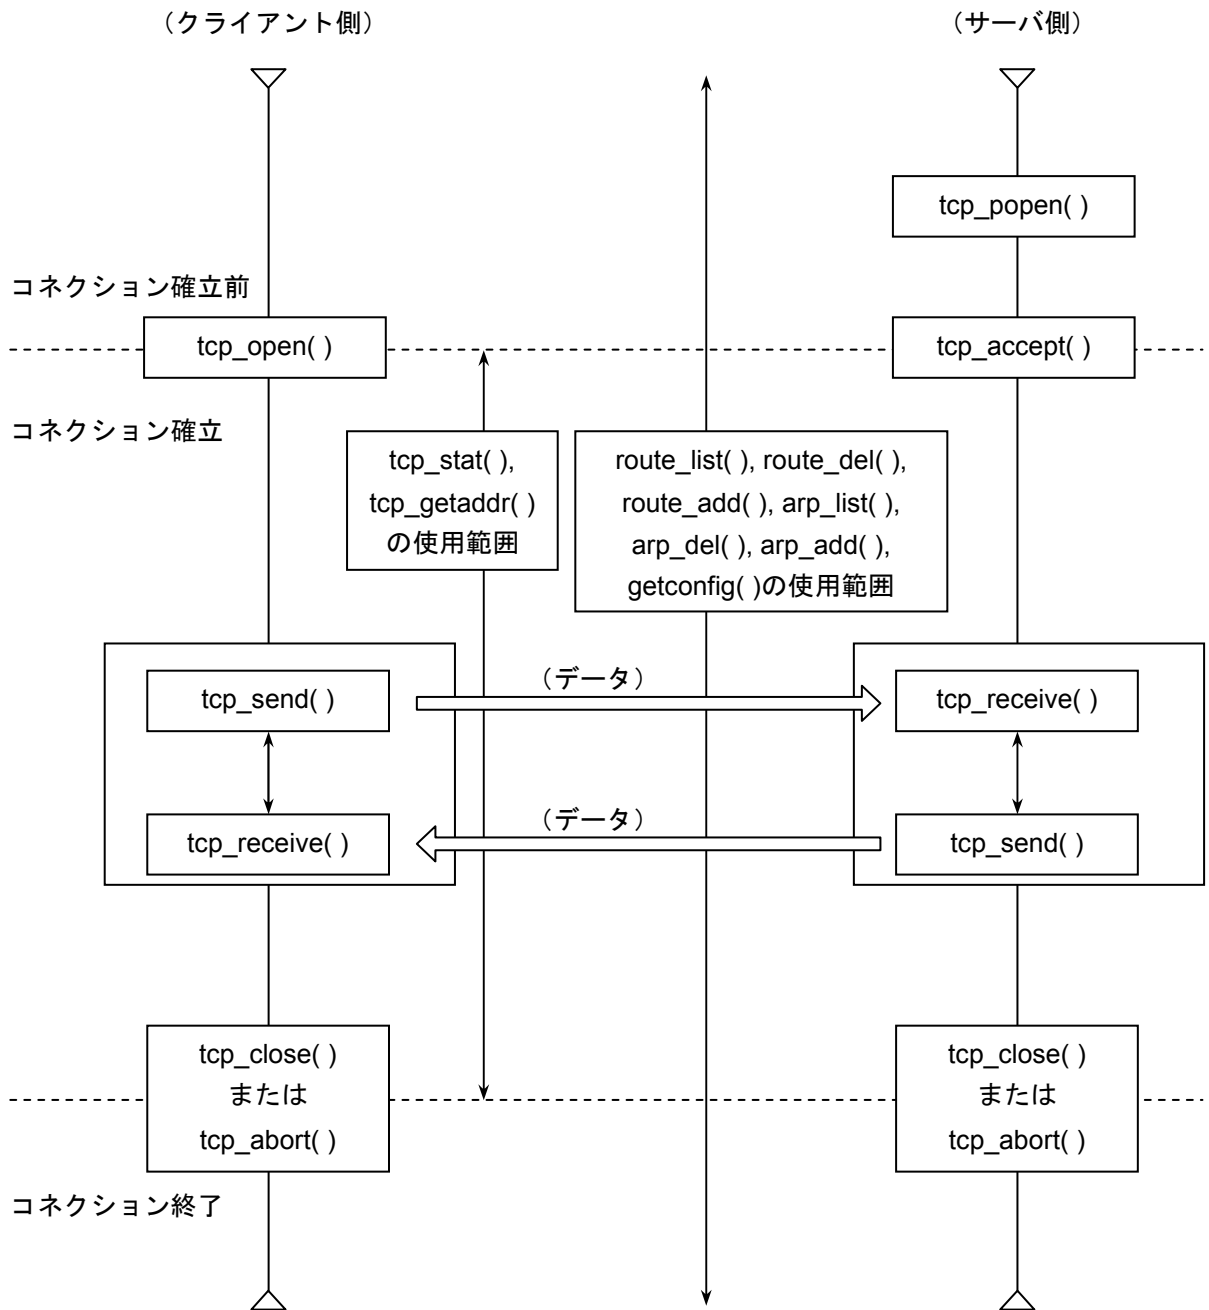 （クライアント側）
（サーバ側）
tcp_popen( )
コネクション確立前
tcp_open( )
tcp_accept( )
コネクション確立
tcp_stat( ),
tcp_getaddr( )
の使用範囲
route_list( ), route_del( ),
route_add( ), arp_list( ),
arp_del( ), arp_add( ),
getconfig( )の使用範囲
tcp_send( )
（データ）
tcp_receive( )
tcp_receive( )
（データ）
tcp_send( )
tcp_close( )
または
tcp_abort( )
tcp_close( )
または
tcp_abort( )
コネクション終了